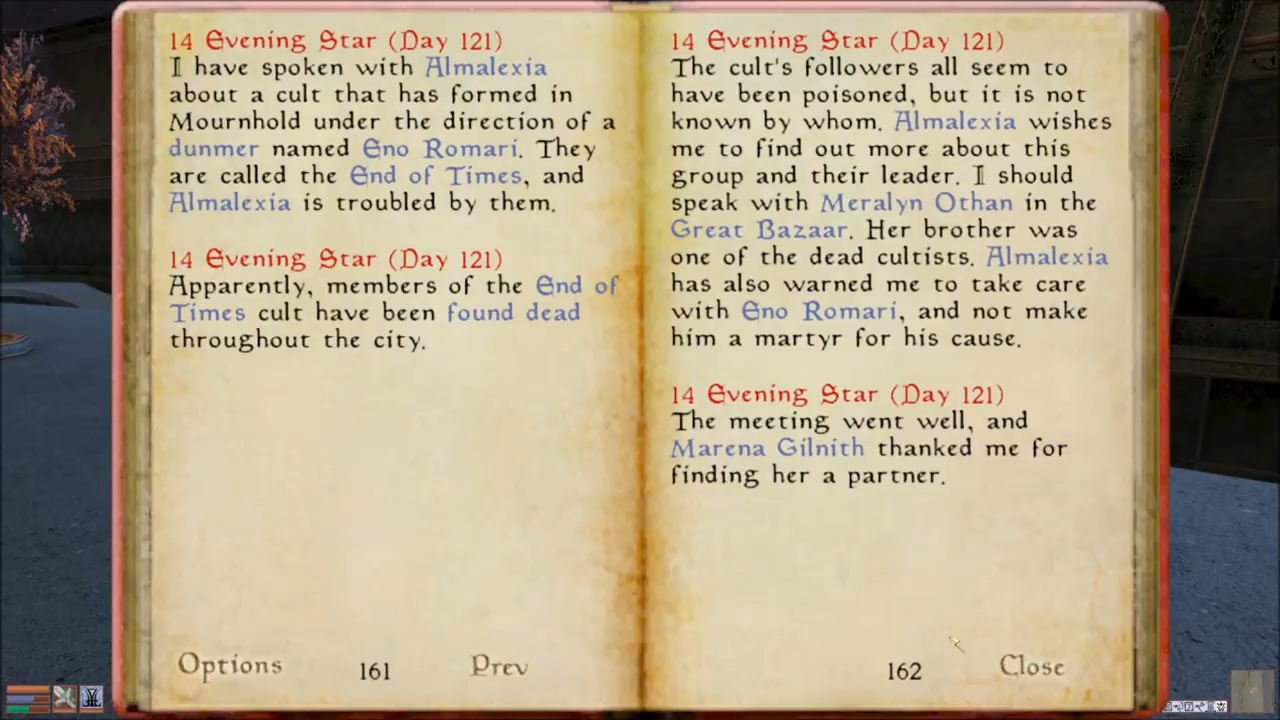 14 Evening Star (Day 121)
I have spoken with Almalexia
about a cult that has formed in
Mournhold under the direction of a
dunmer named Eno Romari. They
are called the End of Times, and
Almalexia is troubled by them.
14 Evening Star (Day 121)
Apparently, members of the End of
Times cult have been found dead
throughout the city.
14 Evening Star (Day 121)
The cult's followers all seem to
have been poisoned, but it is not
known by whom. Almalexia wishes
me to find out more about this
group and their leader. I should
speak with Meralyn Othan in the
Great Bazaar. Her brother was
one of the dead cultists. Almalexia
has also warned me to take care
with Eno Romari, and not make
him a martyr for his cause.
14 Evening Star (Day 121)
The meeting went well, and
Marena Gilnith thanked me for
finding her a partner.
Options 161 Prev
162 Close